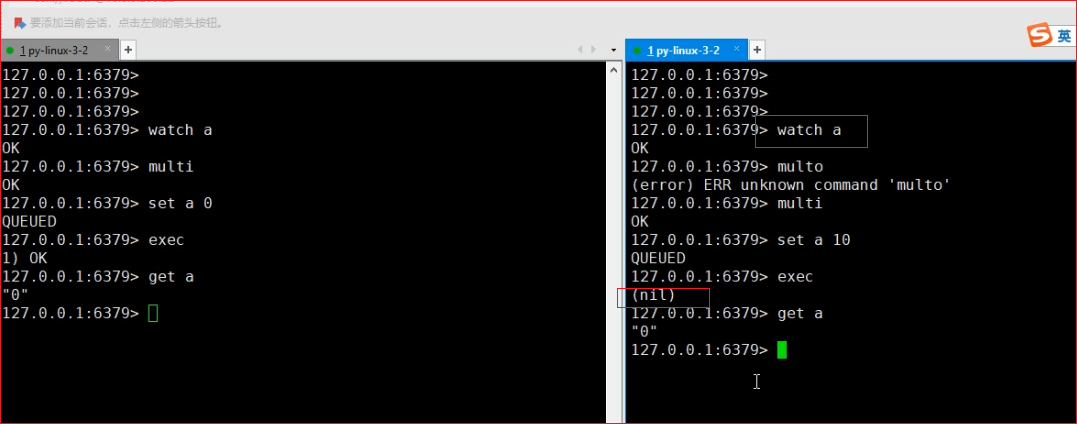 要添加当前会话，点击左侧的箭头按钮。
英
1 py-linux-3-2
127.0.0.1:6379>
127.0.0.1:6379>
127.0.0.1:6379>
127.0.0.1:6379> watch a
OK
127.0.0.1:6379> multi
OK
127.0.0.1:6379> set a 0
QUEUED
127.0.0.1:6379> exec
1) OK
127.0.0.1:6379> get a
"0"
127.0.0.1:6379>
1 py-linux-3-2
127.0.0.1:6379>
127.0.0.1:6379>
127.0.0.1:6379>
127.0.0.1:6379> watch a
OK
127.0.0.1:6379> multo
(error) ERR unknown command 'multo'
127.0.0.1:6379> multi
OK
127.0.0.1:6379> set a 10
QUEUED
127.0.0.1:6379> exec
(nil)
127.0.0.1:6379> get a
"0"
127.0.0.1:6379>